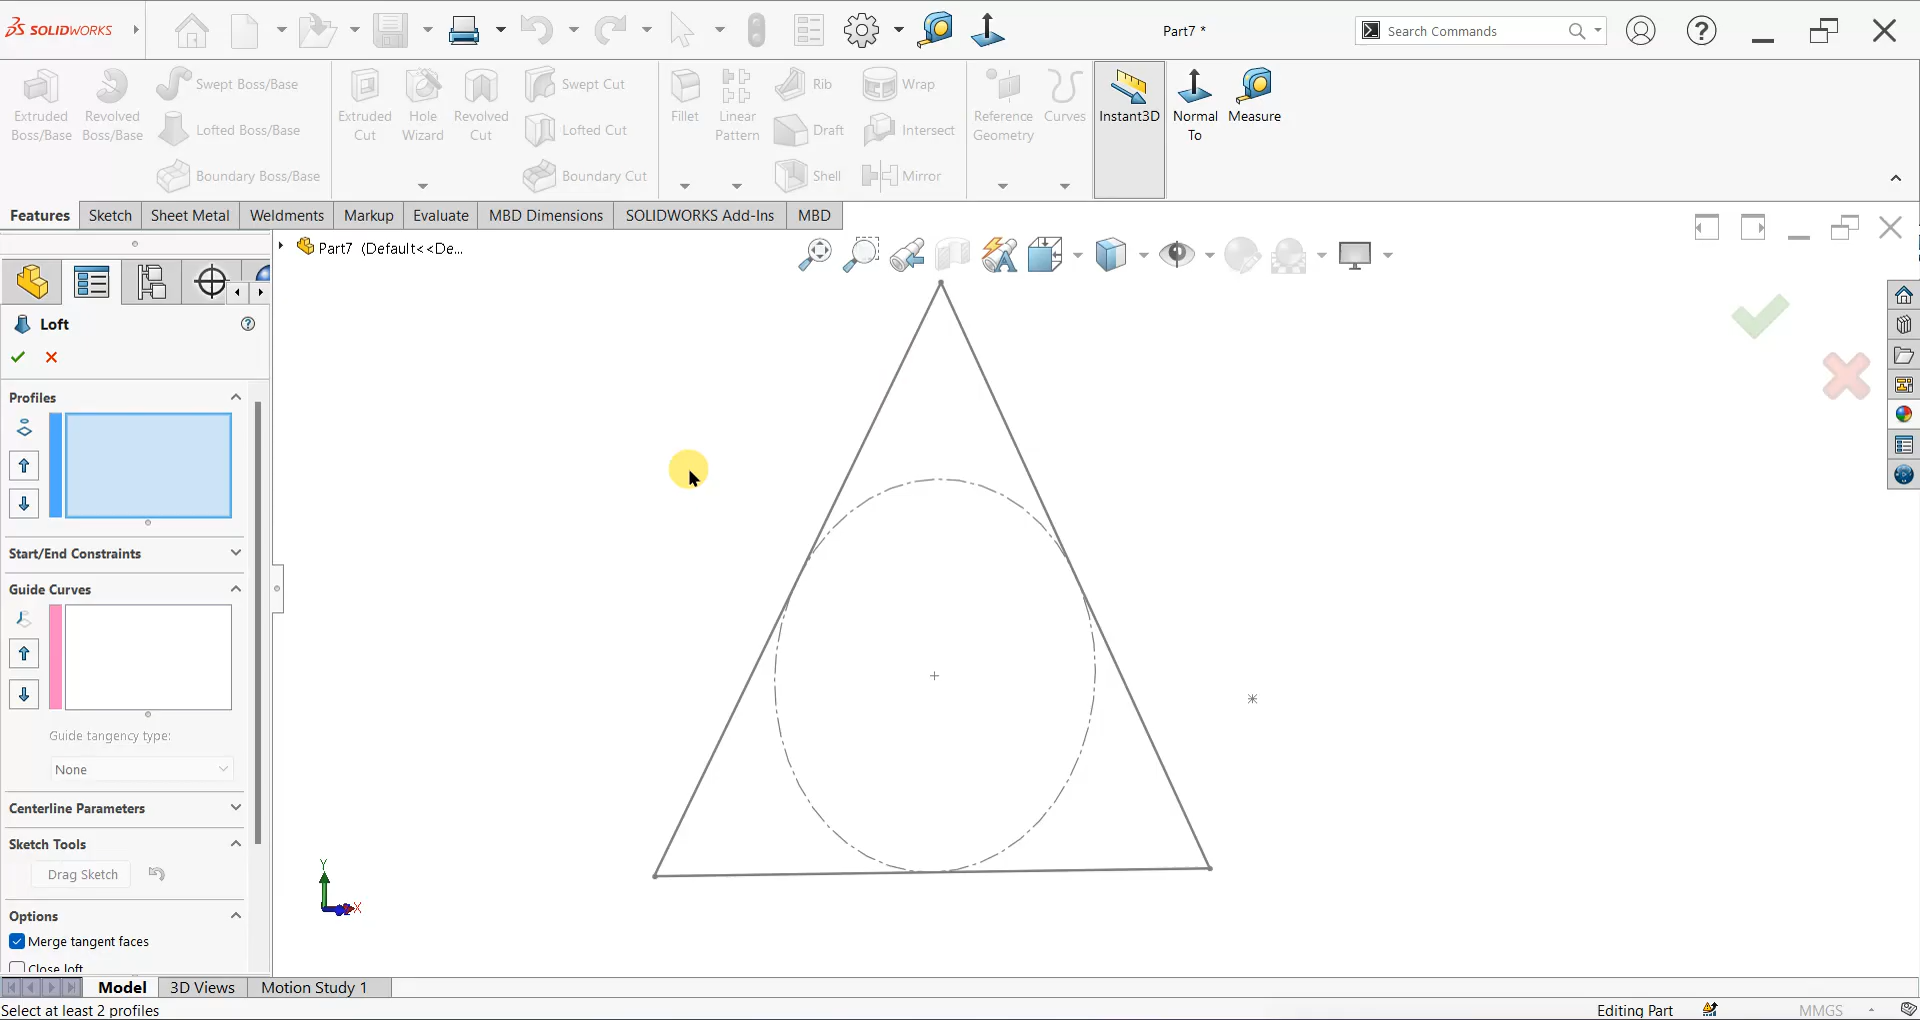 SOLIDWORKS
Part7 *
Search Commands
Extruded Boss/Base
Revolved Boss/Base
Swept Boss/Base
Lofted Boss/Base
Boundary Boss/Base
Extruded Cut
Hole Wizard
Revolved Cut
Swept Cut
Lofted Cut
Boundary Cut
Fillet
Linear Pattern
Rib
Draft
Shell
Wrap
Intersect
Mirror
Reference Geometry
Curves
Instant3D
Normal To
Measure
Features
Sketch
Sheet Metal
Weldments
Markup
Evaluate
MBD Dimensions
SOLIDWORKS Add-Ins
MBD
Part7 (Default<<De...
Loft
Profiles
Start/End Constraints
Guide Curves
Guide tangency type:
None
Centerline Parameters
Sketch Tools
Drag Sketch
Options
Merge tangent faces
Close loft
Y
X
Model
3D Views
Motion Study 1
Select at least 2 profiles
Editing Part
MMGS